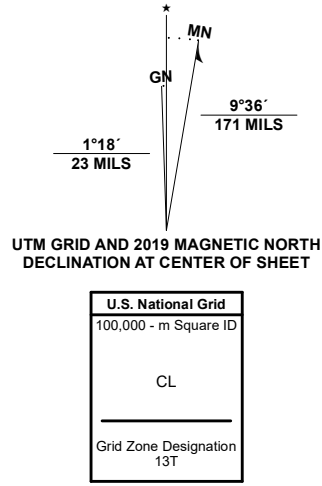 ★
MN
GN
9°36´
171 MILS
1°18´
23 MILS
UTM GRID AND 2019 MAGNETIC NORTH
DECLINATION AT CENTER OF SHEET
U.S. National Grid
100,000 - m Square ID
CL
Grid Zone Designation
13T